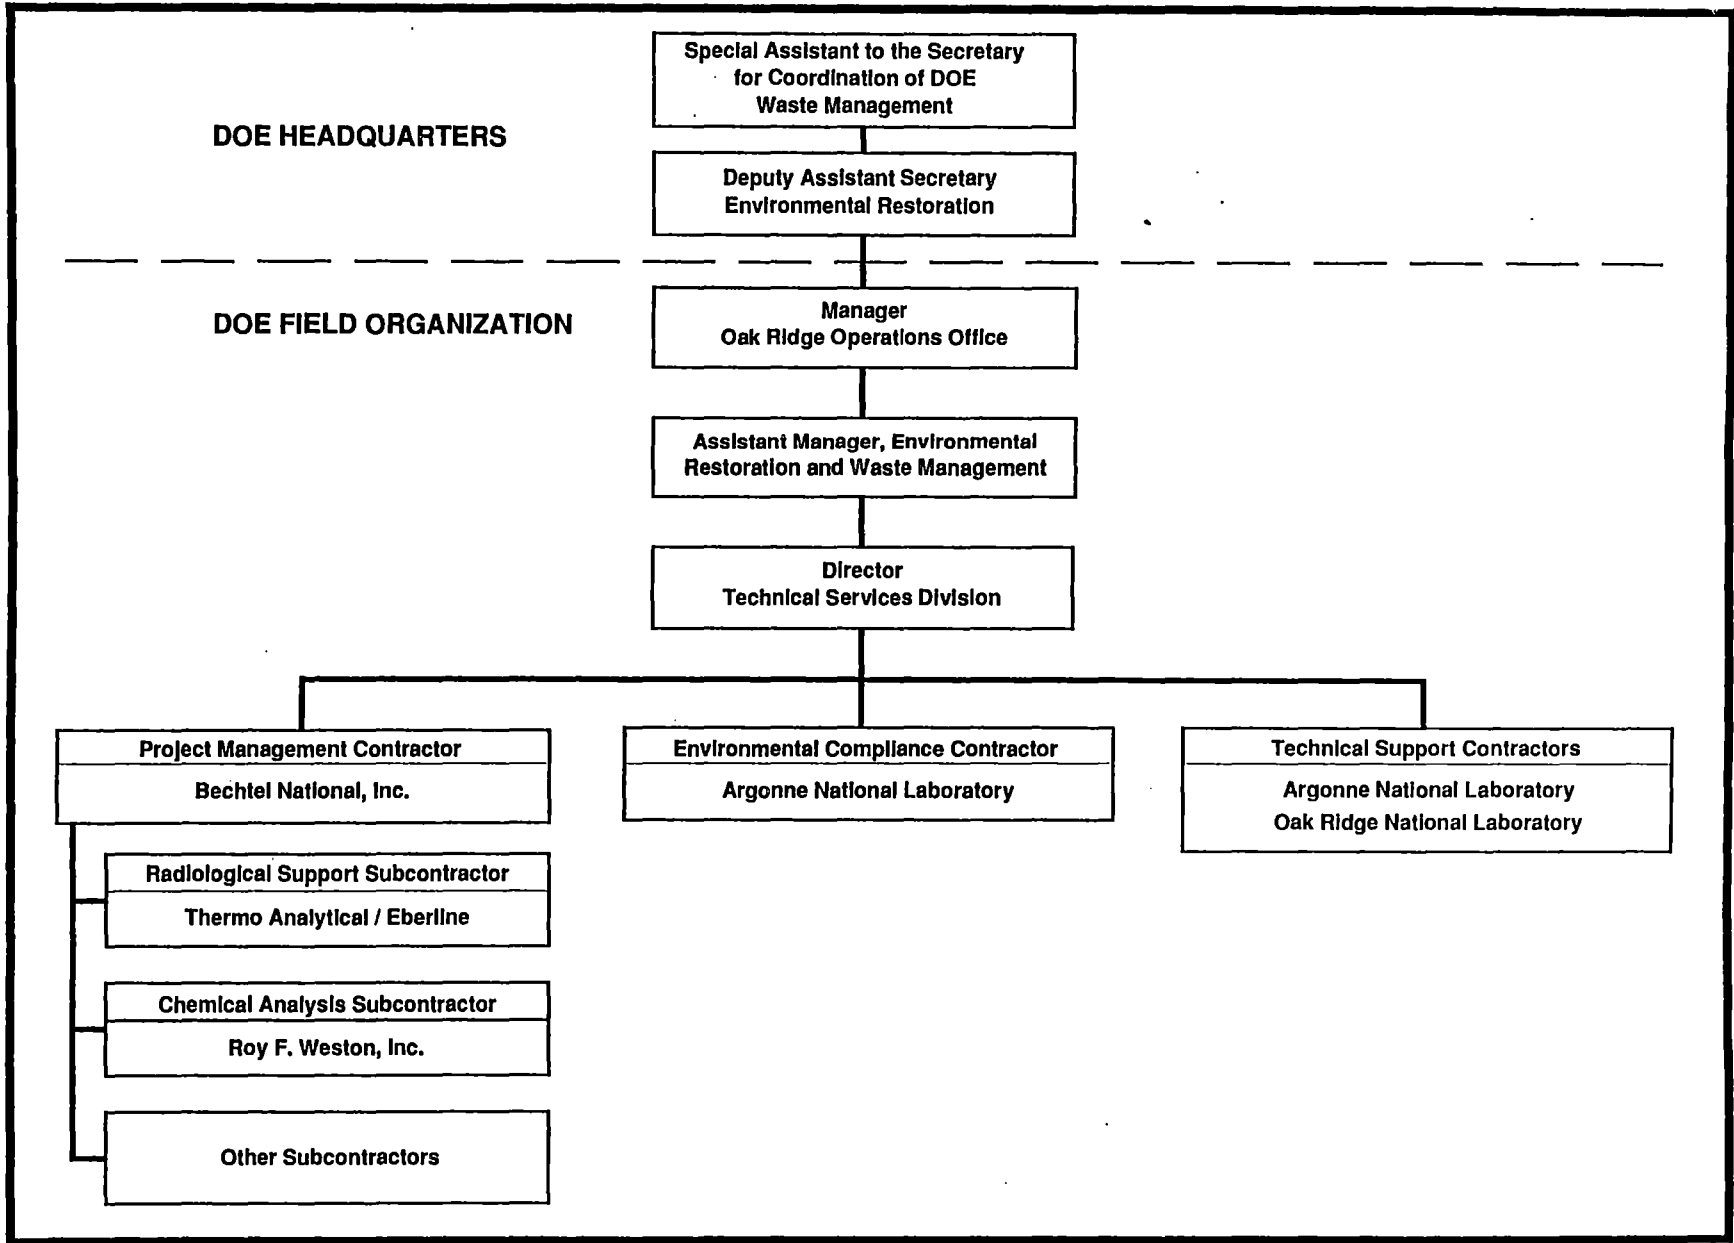 Special Assistant to the Secretary
for Coordination of DOE
Waste Management
DOE HEADQUARTERS
Deputy Assistant Secretary
Environmental Restoration
DOE FIELD ORGANIZATION
Manager
Oak Ridge Operations Office
Assistant Manager, Environmental
Restoration and Waste Management
Director
Technical Services Division
Project Management Contractor
Bechtel National, Inc.
Environmental Compliance Contractor
Argonne National Laboratory
Technical Support Contractors
Argonne National Laboratory
Oak Ridge National Laboratory
Radiological Support Subcontractor
Thermo Analytical / Eberline
Chemical Analysis Subcontractor
Roy F. Weston, Inc.
Other Subcontractors